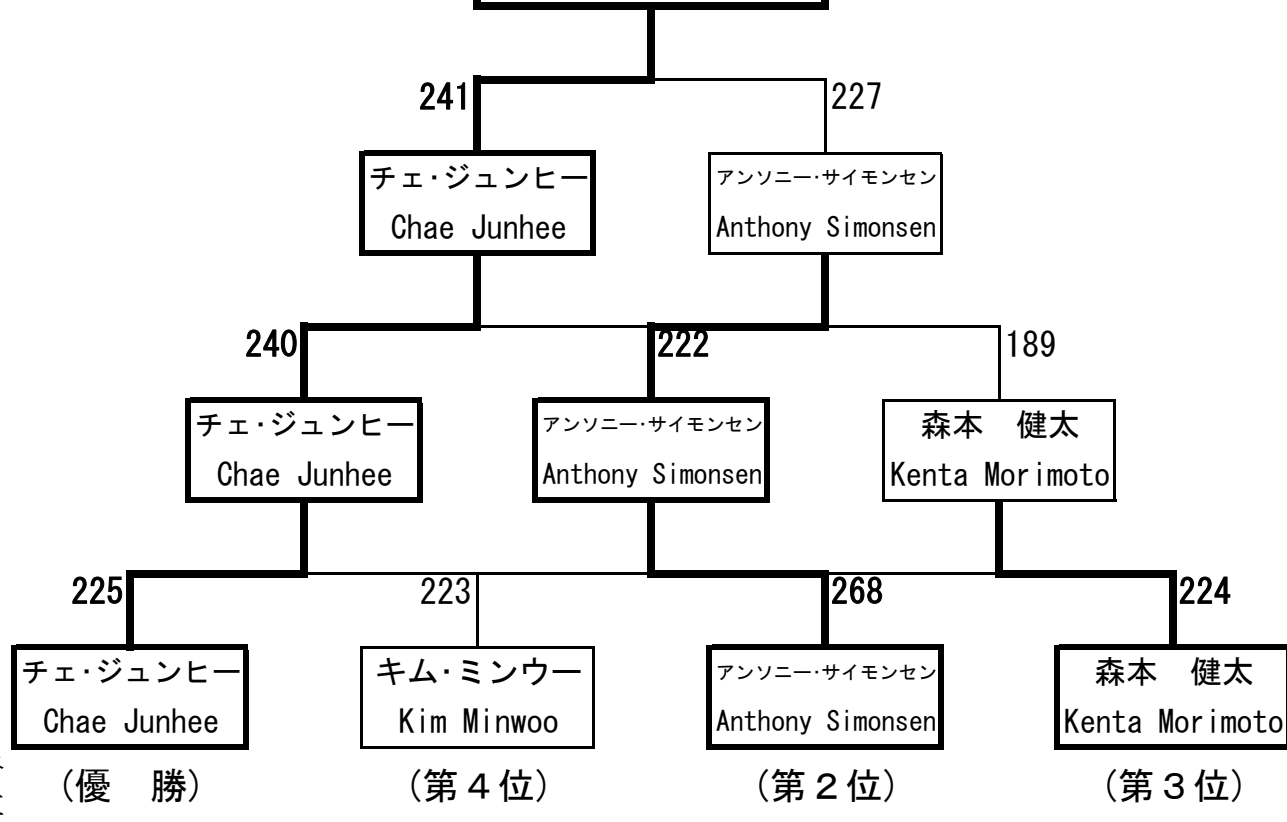 241
227
チェ・ジュンヒー
Chae Junhee
アンソニー・サイモンセン
Anthony Simonsen
240
222
189
チェ・ジュンヒー
Chae Junhee
アンソニー・サイモンセン
Anthony Simonsen
森本　健太
Kenta Morimoto
225
223
268
224
チェ・ジュンヒー
Chae Junhee
キム・ミンウー
Kim Minwoo
アンソニー・サイモンセン
Anthony Simonsen
森本　健太
Kenta Morimoto
（優　勝）
（第４位）
（第２位）
（第３位）